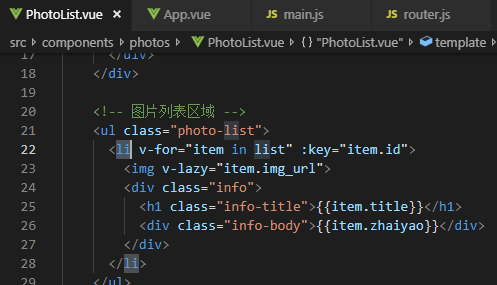 PhotoList.vue App.vue main.js router.js
src > components > photos > PhotoList.vue > {} "PhotoList.vue" > template
17 </div>
18 </div>
19
20 <!-- 图片列表区域 -->
21 <ul class="photo-list">
22 <li v-for="item in list" :key="item.id">
23 <img v-lazy="item.img_url">
24 <div class="info">
25 <h1 class="info-title">{{item.title}}</h1>
26 <div class="info-body">{{item.zhaiyao}}</div>
27 </div>
28 </li>
29 </ul>